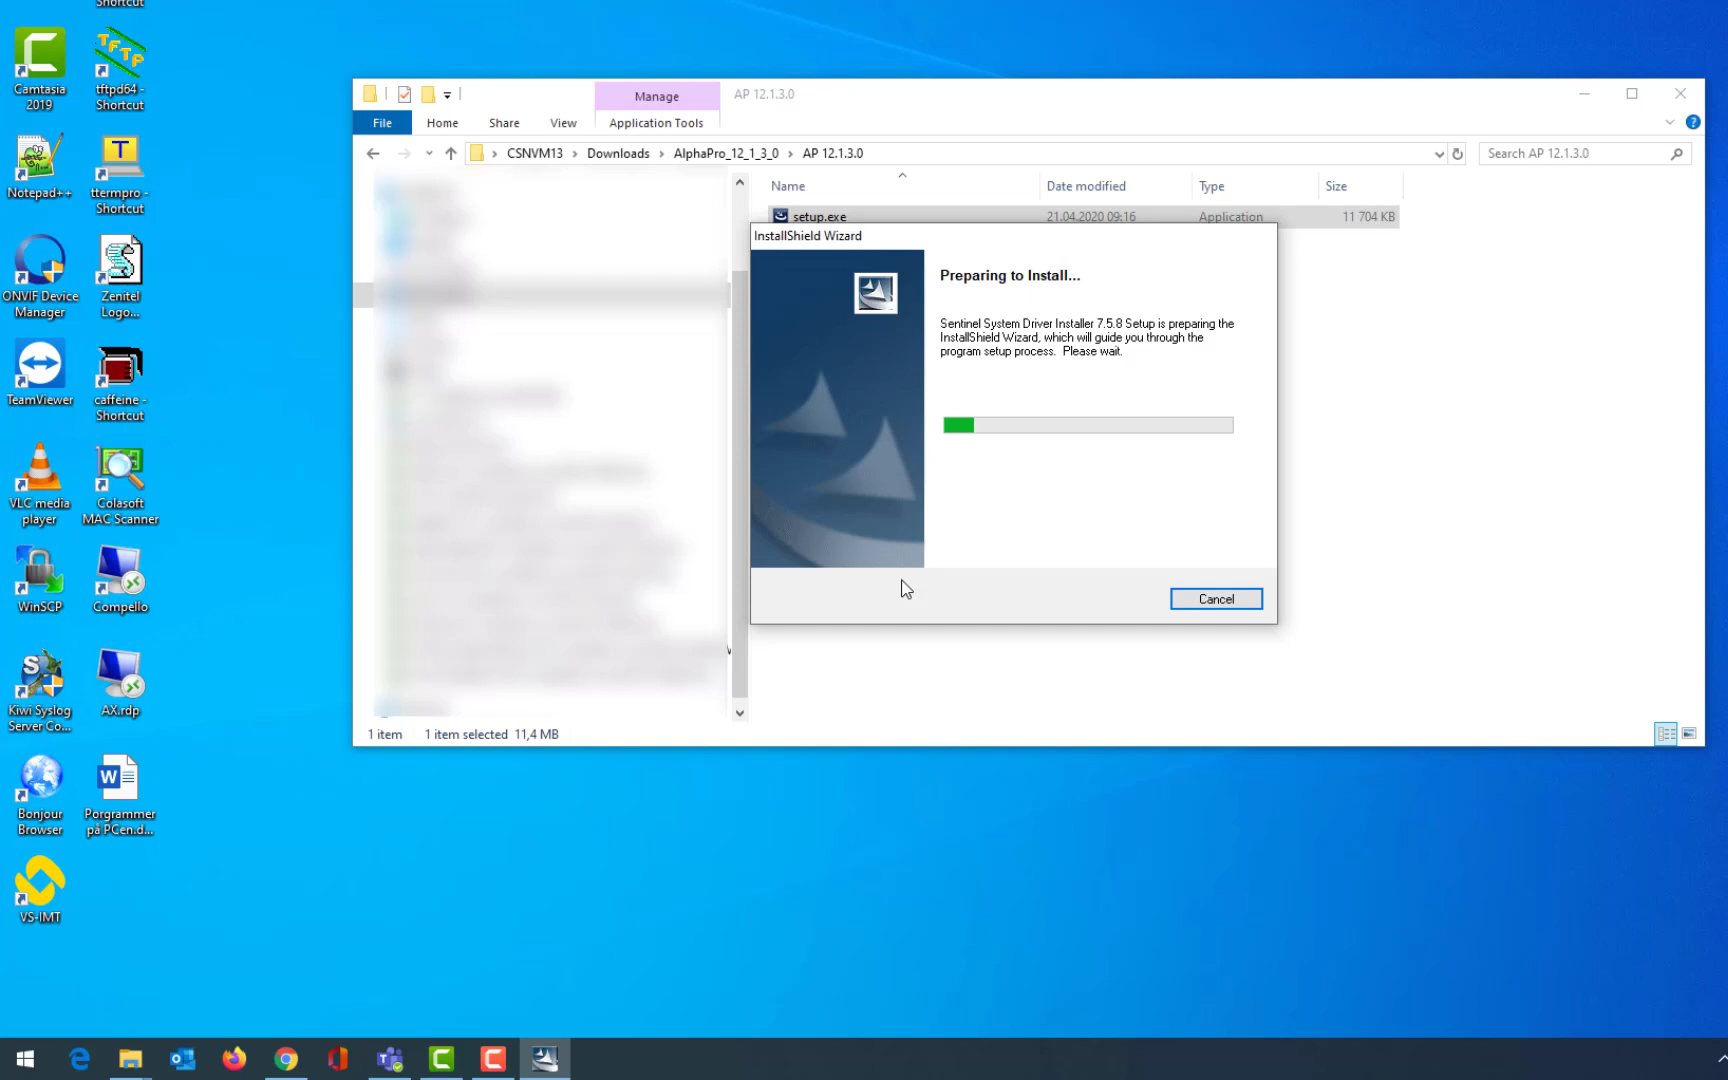 Shortcut
Shortcut
Camtasia
2019
tftpd64 -
Shortcut
Notepad++
ttermpro -
Shortcut
ONVIF Device
Manager
Zenitel
Logo...
TeamViewer
caffeine -
Shortcut
VLC media
player
Colasoft
MAC Scanner
WinSCP
Compello
Kiwi Syslog
Server Co...
AX.rdp
Bonjour
Browser
Porgrammer
på PCen.d...
VS-IMT
Manage
AP 12.1.3.0
File
Home
Share
View
Application Tools
CSNVM13 > Downloads > AlphaPro_12_1_3_0 > AP 12.1.3.0
Search AP 12.1.3.0
Name
Date modified
Type
Size
setup.exe
21.04.2020 09:16
Application
11 704 KB
InstallShield Wizard
Preparing to Install...
Sentinel System Driver Installer 7.5.8 Setup is preparing the
InstallShield Wizard, which will guide you through the
program setup process. Please wait.
Cancel
1 item
1 item selected 11,4 MB